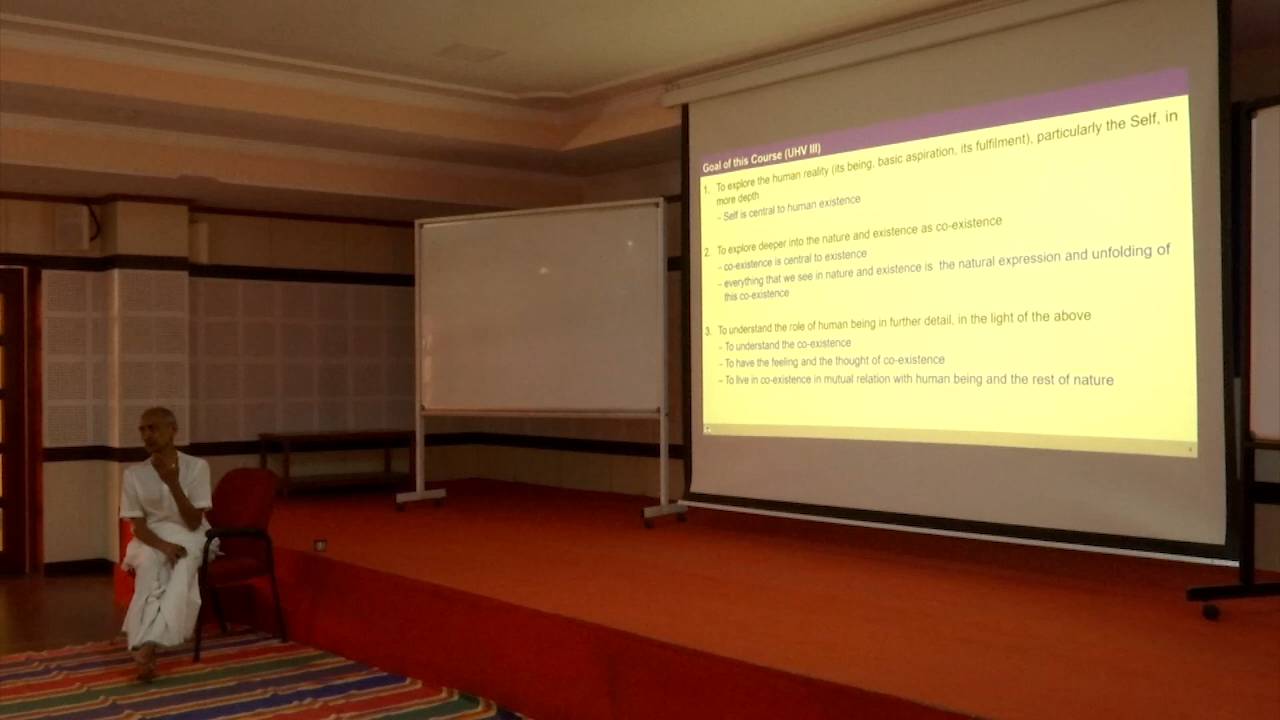 Goal of this Course (UHV III)
1. To explore the human reality (its being, basic aspiration, its fulfilment), particularly the Self, in
more depth
– Self is central to human existence
2. To explore deeper into the nature and existence as co-existence
– co-existence is central to existence
– everything that we see in nature and existence is the natural expression and unfolding of
this co-existence
3. To understand the role of human being in further detail, in the light of the above
– To understand the co-existence
– To have the feeling and the thought of co-existence
– To live in co-existence in mutual relation with human being and the rest of nature